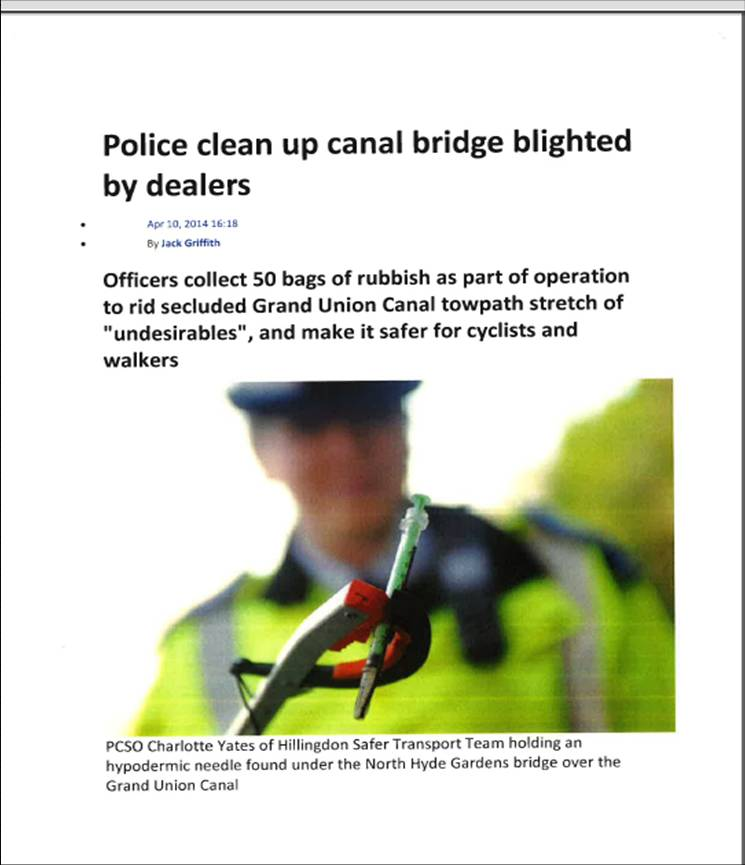 Police clean up canal bridge blighted
by dealers
• Apr 10, 2014 16:18
• By Jack Griffith
Officers collect 50 bags of rubbish as part of operation
to rid secluded Grand Union Canal towpath stretch of
"undesirables", and make it safer for cyclists and
walkers
PCSO Charlotte Yates of Hillingdon Safer Transport Team holding an
hypodermic needle found under the North Hyde Gardens bridge over the
Grand Union Canal